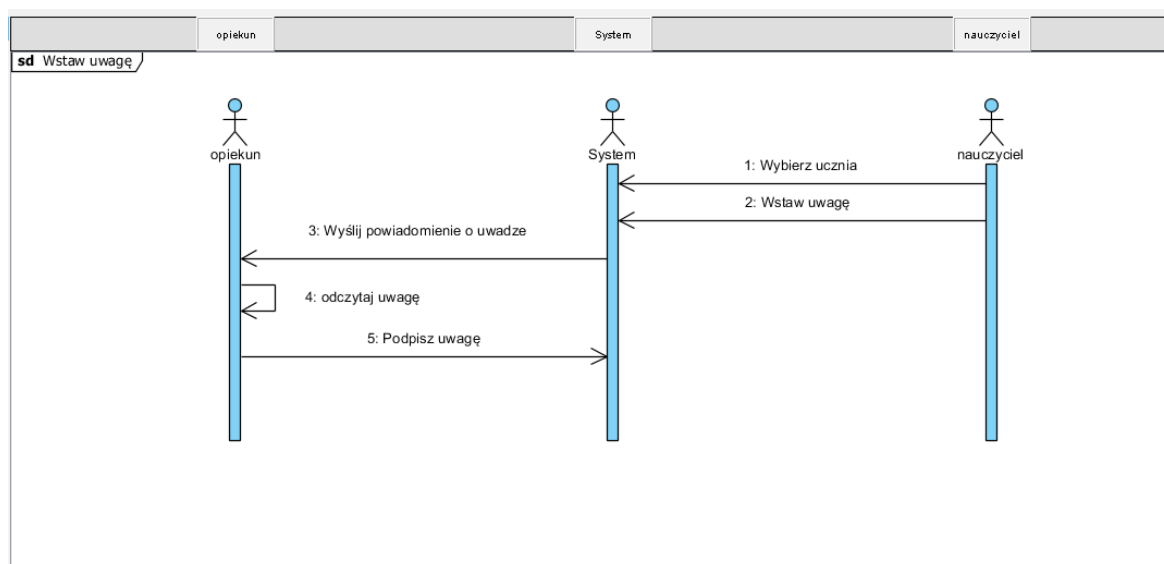 opiekun
System
nauczyciel
sd Wstaw uwagę
opiekun
System
nauczyciel
1: Wybierz ucznia
2: Wstaw uwagę
3: Wyślij powiadomienie o uwadze
4: odczytaj uwagę
5: Podpisz uwagę